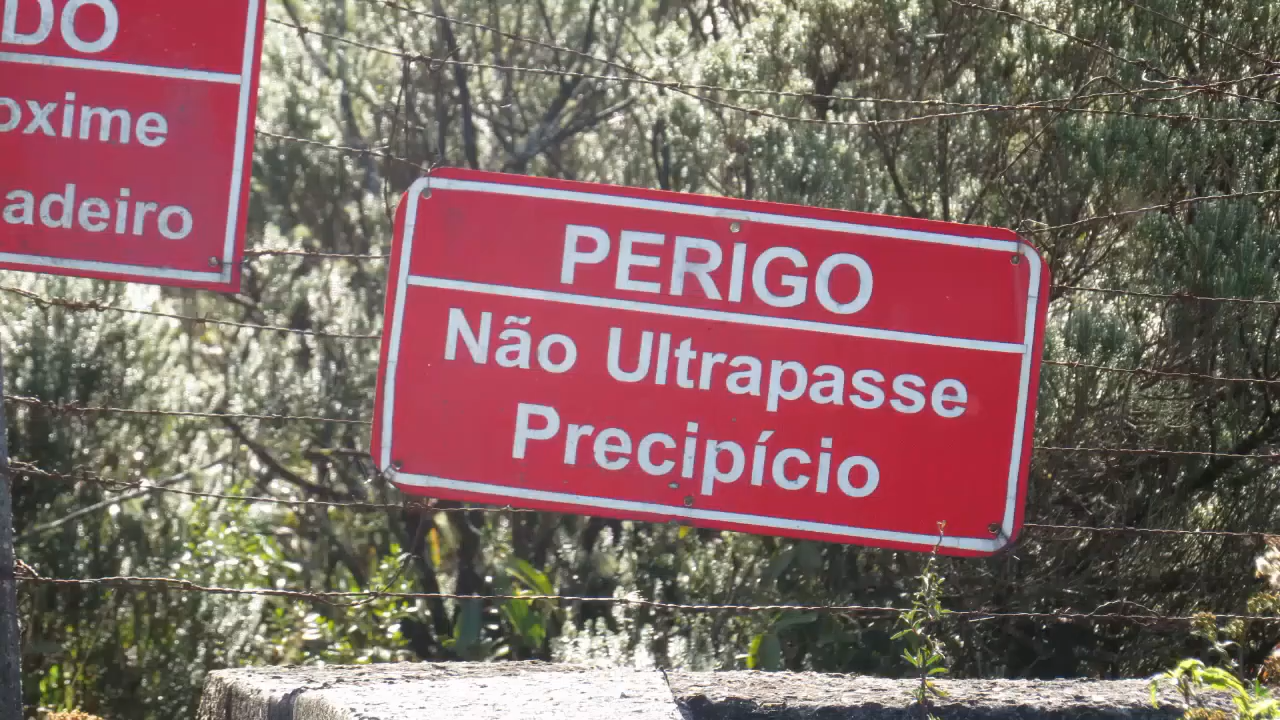 DO
oxime
adeiro
PERIGO
Não Ultrapasse
Precipício